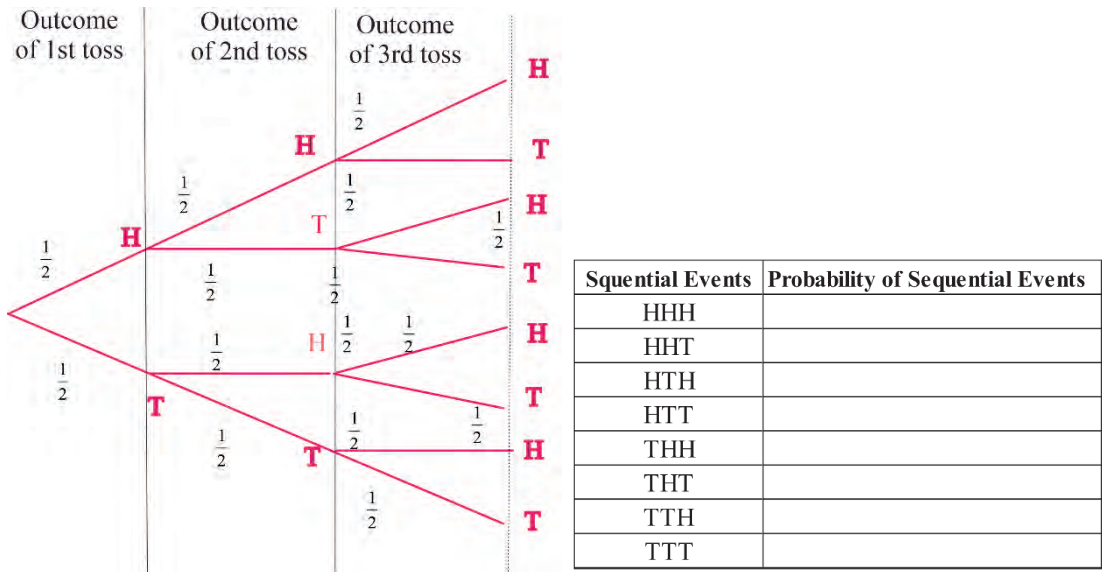 Outcome of 1st toss
Outcome of 2nd toss
Outcome of 3rd toss
H
1/2
H
T
1/2
1/2
H
T
1/2
H
1/2
1/2
T
1/2
1/2
H
1/2
1/2
1/2
H
1/2
T
T
1/2
1/2
H
1/2
T
1/2
T
Squential Events Probability of Sequential Events
HHH
HHT
HTH
HTT
THH
THT
TTH
TTT